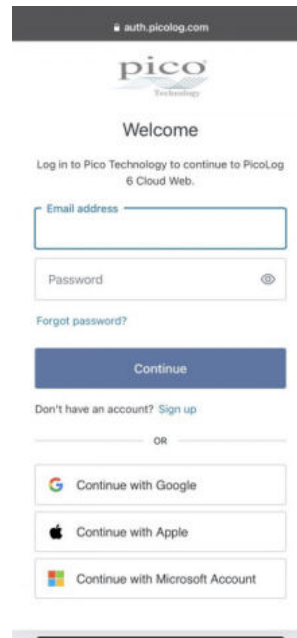 auth.picolog.com
pico
Technology
Welcome
Log in to Pico Technology to continue to PicoLog
6 Cloud Web.
Email address
Password
Forgot password?
Continue
Don't have an account? Sign up
OR
Continue with Google
Continue with Apple
Continue with Microsoft Account